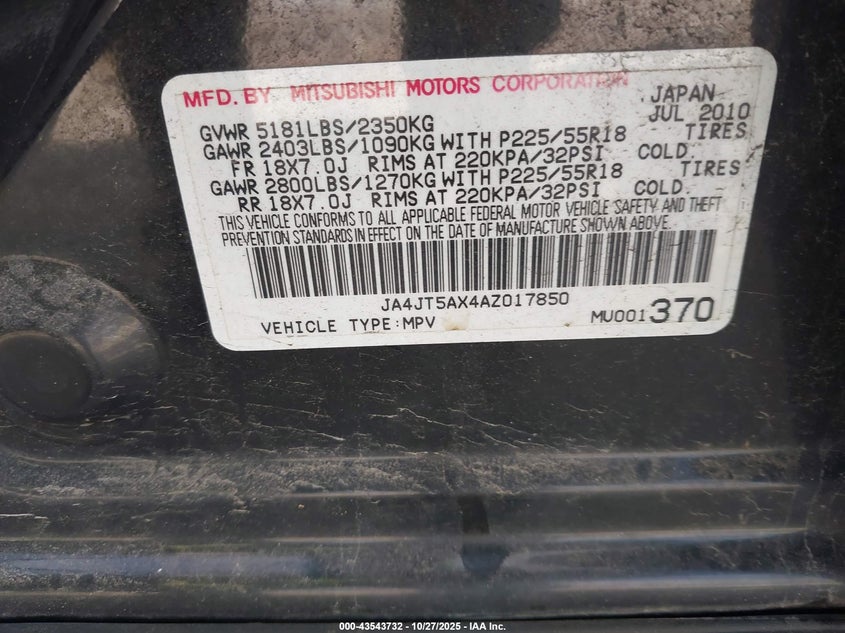 MFD. BY MITSUBISHI MOTORS CORPORATION
JAPAN
GVWR 5181LBS/2350KG JUL 2010
GAWR 2403LBS/1090KG WITH P225/55R18 TIRES
FR 18X7.0J RIMS AT 220KPA/32PSI COLD.
GAWR 2800LBS/1270KG WITH P225/55R18 TIRES
RR 18X7.0J RIMS AT 220KPA/32PSI COLD.
THIS VEHICLE CONFORMS TO ALL APPLICABLE FEDERAL MOTOR VEHICLE SAFETY AND THEFT
PREVENTION STANDARDS IN EFFECT ON THE DATE OF MANUFACTURE SHOWN ABOVE.
JA4JT5AX4AZ017850
VEHICLE TYPE:MPV MU001370
000-43543732 - 10/27/2025 - IAA Inc.